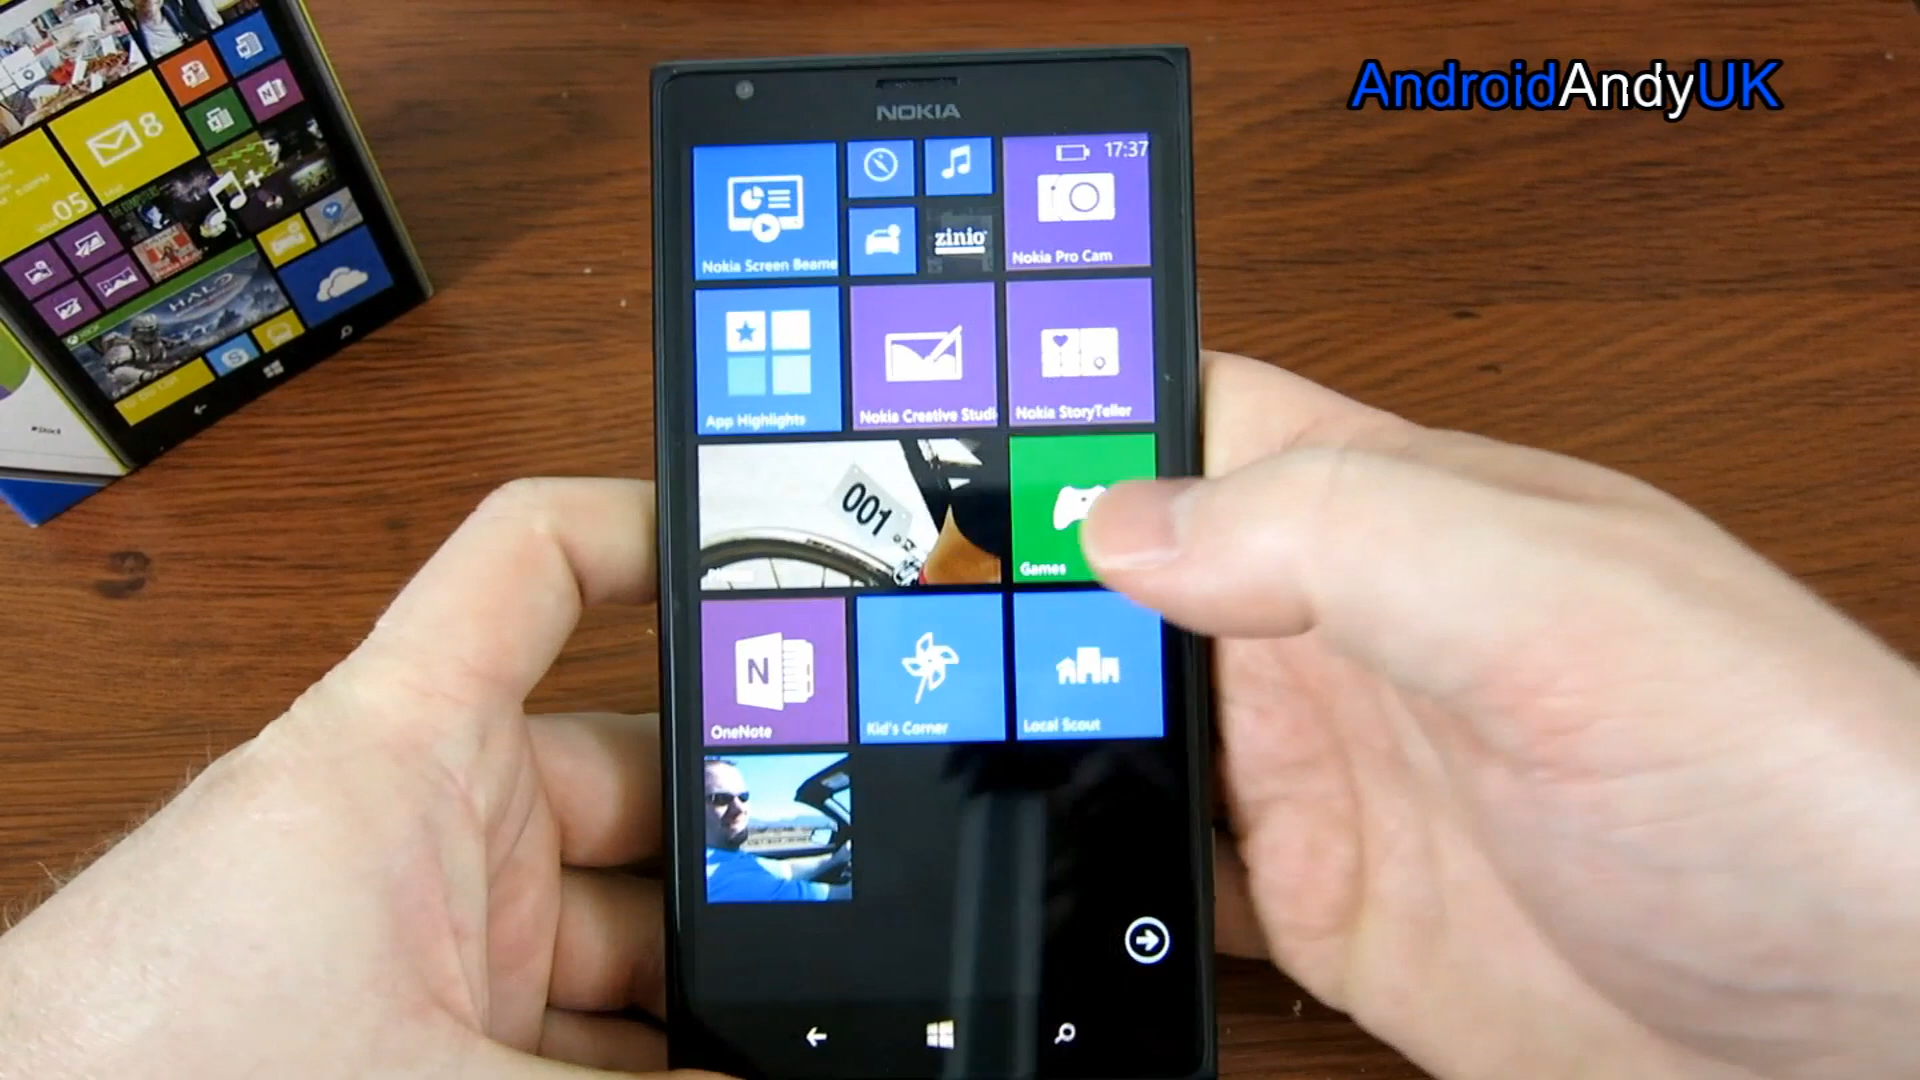 AndroidAndyUK
NOKIA
17:37
Nokia Screen Beame
zinio
Nokia Pro Cam
App Highlights
Nokia Creative Studi
Nokia StoryTeller
001
Games
N
OneNote
Kid's Corner
Local Scout
8
Mail
05
HALO